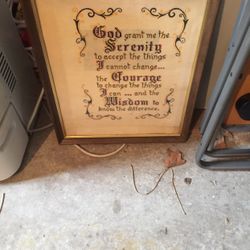 God grant me the
Serenity
to accept the things
I cannot change...
the Courage
to change the things
I can ... and the
Wisdom to
know the difference.